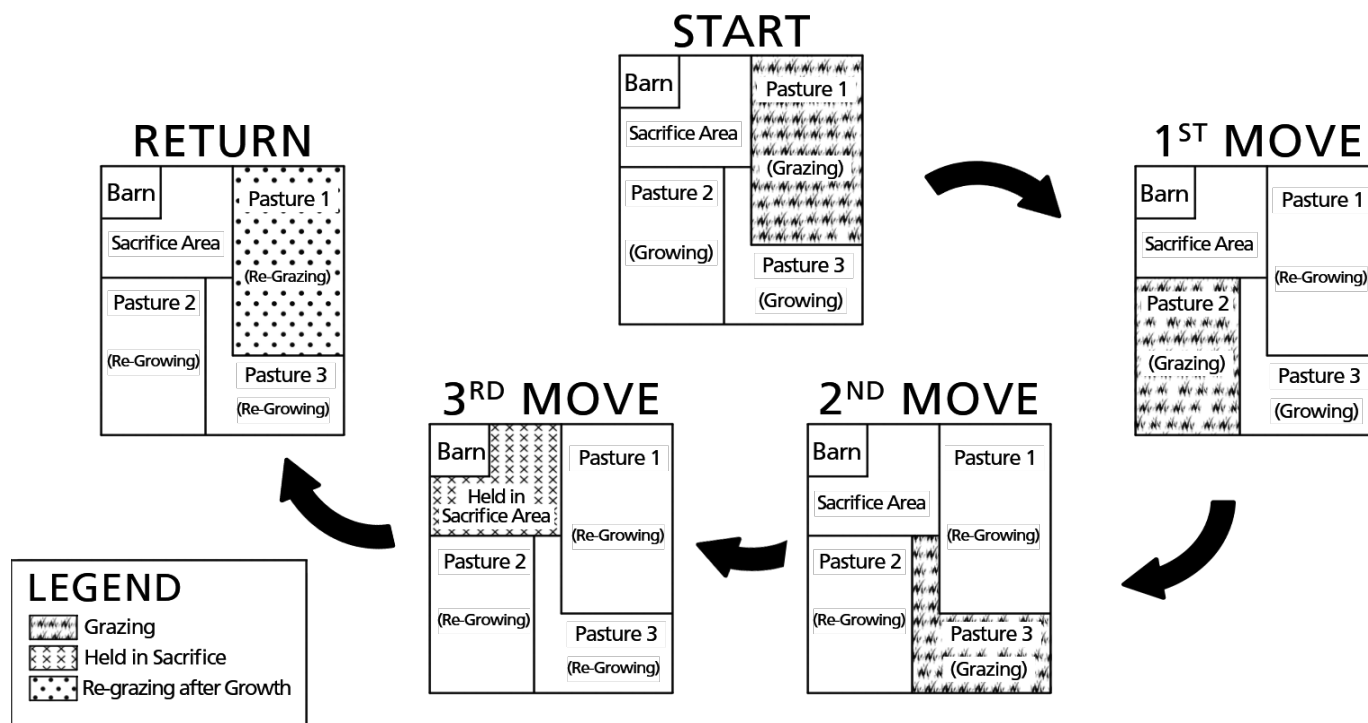 START
Barn
Pasture 1
Sacrifice Area
(Grazing)
Pasture 2
(Growing)
Pasture 3
(Growing)
1ST MOVE
Barn
Pasture 1
Sacrifice Area
(Re-Growing)
Pasture 2
(Grazing)
Pasture 3
(Growing)
2ND MOVE
Barn
Pasture 1
Sacrifice Area
(Re-Growing)
Pasture 2
(Re-Growing)
Pasture 3
(Grazing)
3RD MOVE
Barn
Pasture 1
Held in
Sacrifice Area
(Re-Growing)
Pasture 2
(Re-Growing)
Pasture 3
(Re-Growing)
RETURN
Barn
Pasture 1
Sacrifice Area
(Re-Grazing)
Pasture 2
(Re-Growing)
Pasture 3
(Re-Growing)
LEGEND
Grazing
Held in Sacrifice
Re-grazing after Growth